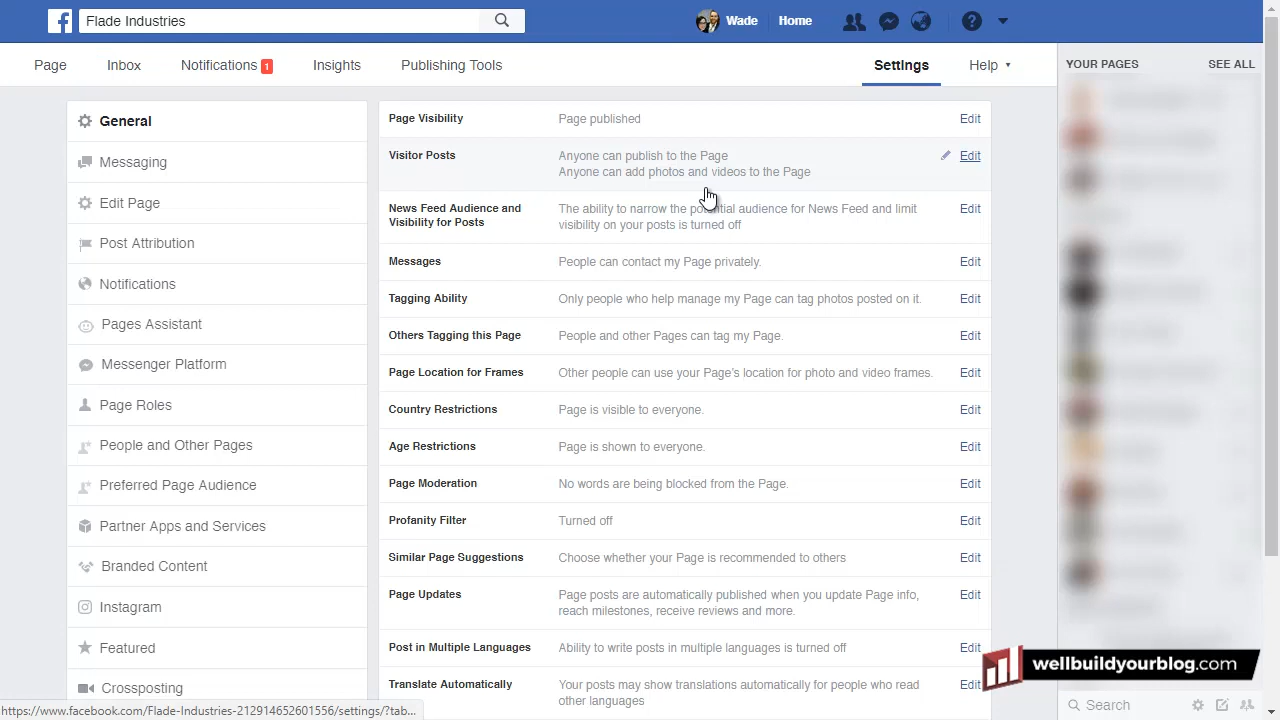 Flade Industries
Wade Home
Page Inbox Notifications 1 Insights Publishing Tools Settings Help
YOUR PAGES SEE ALL
General
Messaging
Edit Page
Post Attribution
Notifications
Pages Assistant
Messenger Platform
Page Roles
People and Other Pages
Preferred Page Audience
Partner Apps and Services
Branded Content
Instagram
Featured
Crossposting
Page Visibility Page published Edit
Visitor Posts Anyone can publish to the Page Edit
Anyone can add photos and videos to the Page
News Feed Audience and The ability to narrow the potential audience for News Feed and limit Edit
Visibility for Posts visibility on your posts is turned off
Messages People can contact my Page privately. Edit
Tagging Ability Only people who help manage my Page can tag photos posted on it. Edit
Others Tagging this Page People and other Pages can tag my Page. Edit
Page Location for Frames Other people can use your Page's location for photo and video frames. Edit
Country Restrictions Page is visible to everyone. Edit
Age Restrictions Page is shown to everyone. Edit
Page Moderation No words are being blocked from the Page. Edit
Profanity Filter Turned off Edit
Similar Page Suggestions Choose whether your Page is recommended to others Edit
Page Updates Page posts are automatically published when you update Page info, Edit
reach milestones, receive reviews and more.
Post in Multiple Languages Ability to write posts in multiple languages is turned off Edit
Translate Automatically Your posts may show translations automatically for people who read Edit
other languages
wellbuildyourblog.com
Search
https://www.facebook.com/Flade-Industries-212914652601556/settings/?tab...